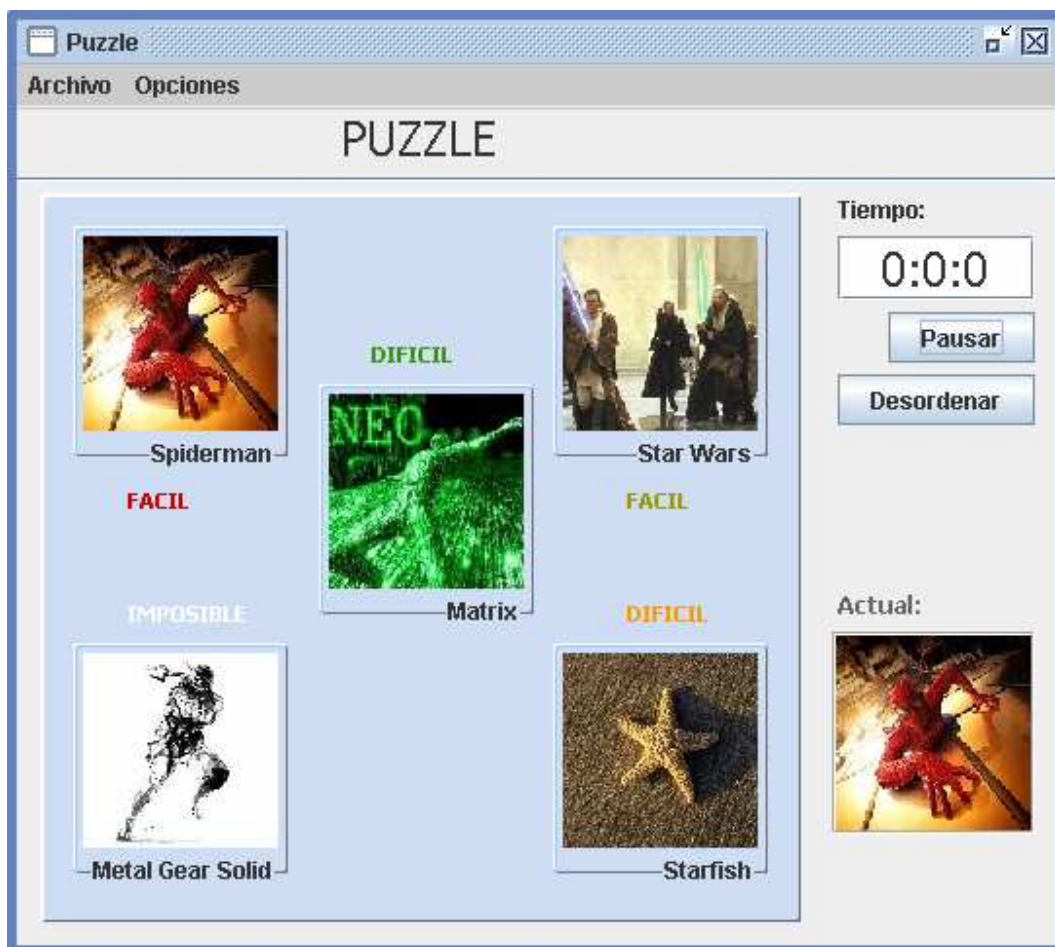 Puzzle
Archivo Opciones
PUZZLE
Tiempo:
0:0:0
Pausar
Desordenar
DIFICIL
NEO
Spiderman
Star Wars
FACIL
FACIL
Matrix
IMPOSIBLE
DIFICIL
Actual:
Metal Gear Solid
Starfish